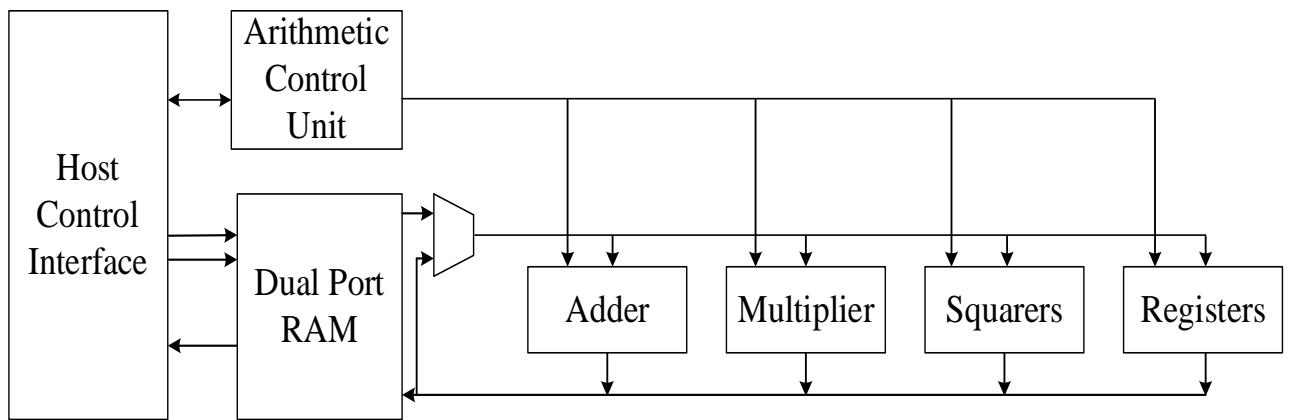 Arithmetic
Control
Unit
Host
Control
Interface
Dual Port
RAM
Adder
Multiplier
Squarers
Registers